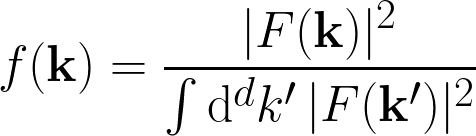 f(𝐤) = |F(𝐤)|² / ∫ dᵈk′ |F(𝐤′)|²